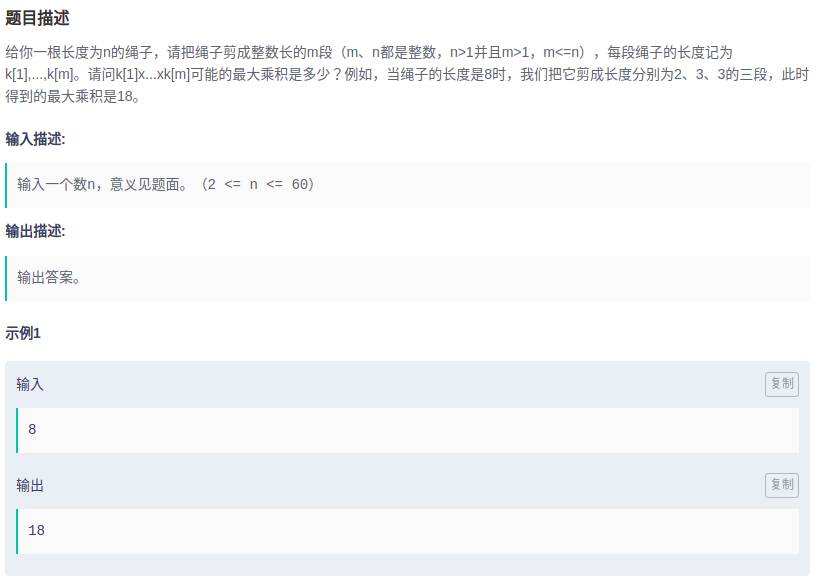 题目描述
给你一根长度为n的绳子，请把绳子剪成整数长的m段（m、n都是整数，n>1并且m>1，m<=n），每段绳子的长度记为
k[1],...,k[m]。请问k[1]x...xk[m]可能的最大乘积是多少？例如，当绳子的长度是8时，我们把它剪成长度分别为2、3、3的三段，此时
得到的最大乘积是18。
输入描述:
输入一个数n，意义见题面。（2 <= n <= 60）
输出描述:
输出答案。
示例1
输入
复制
8
输出
复制
18